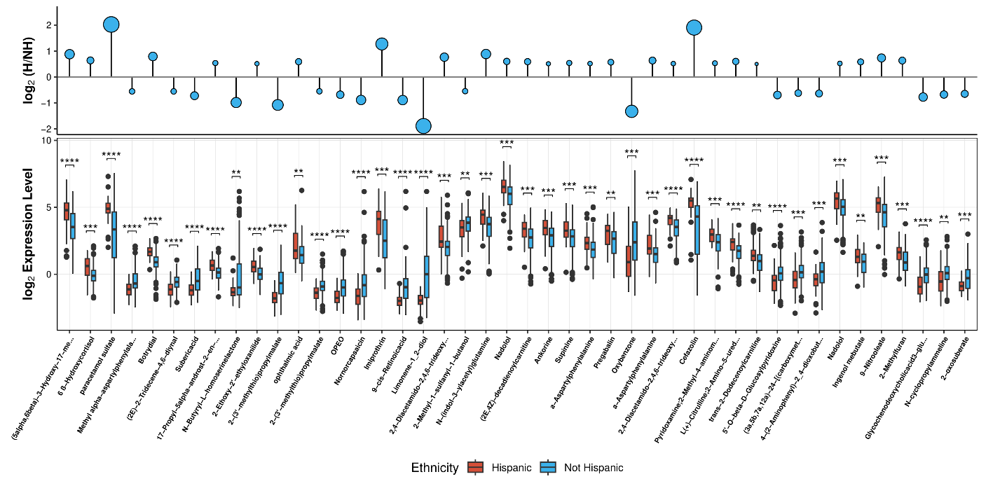 log2 (H/NH)
2
1
0
−1
−2
log2 Expression Level
10
5
0
**** *** **** **** **** **** **** **** ** **** **** ** **** **** **** *** **** **** *** ** *** *** *** *** *** *** ** *** *** **** **** *** **** ** **** *** *** *** ** *** *** **** ** ***
(5alpha,6beta)−3−Hydroxy−17−me...
6 ß−Hydroxycortisol
paracetamol sulfate
Methyl alpha−aspartylphenylala...
Botrydial
(2E)−2−Tridecene−4,6−diynal
Subericacid
17−Propyl−5alpha−androst−2−en−...
N−Butyryl−L−homoserinelactone
2−Ethoxy−2'−ethyloxanilide
2−(3'−methylthio)propylmalate
ophthalmic acid
2−(3'−methylthio)propylmalate
OPEO
Nornorcapsaicin
Imiprothrin
9−cis−Retinoicacid
Limonene−1_2−diol
2,4−Diacetamido−2,4,6−trideoxy...
2−Methyl−1−sulfanyl−1−butanol
N−(indol−3−ylacetyl)glutamine
Nadolol
(2E,4Z)−decadienoylcarnitine
Antorine
Supinine
a−Aspartylphenylalanine
Pregabalin
Oxybenzone
a−Aspartylphenylalanine
2,4−Diacetamido−2,4,6−trideoxy...
Cefazolin
Pyridoxamine;2−Methyl−4−aminom...
L(+)−Citrulline;2−Amino−5−ured...
trans−2−Dodecenoylcarnitine
5'−O−beta−D−Glucosylpyridoxine
(3a,5b,7a,12a)−24−[(carboxymet...
4−(2−Aminophenyl)−2_4−dioxobut...
Nadolol
Ingenol mebutate
9−Nitrooleate
2−Methylfuran
Glycochenodeoxycholicacid3−glu...
N−cyclopropylammeline
2−oxosuberate
Ethnicity Hispanic Not Hispanic